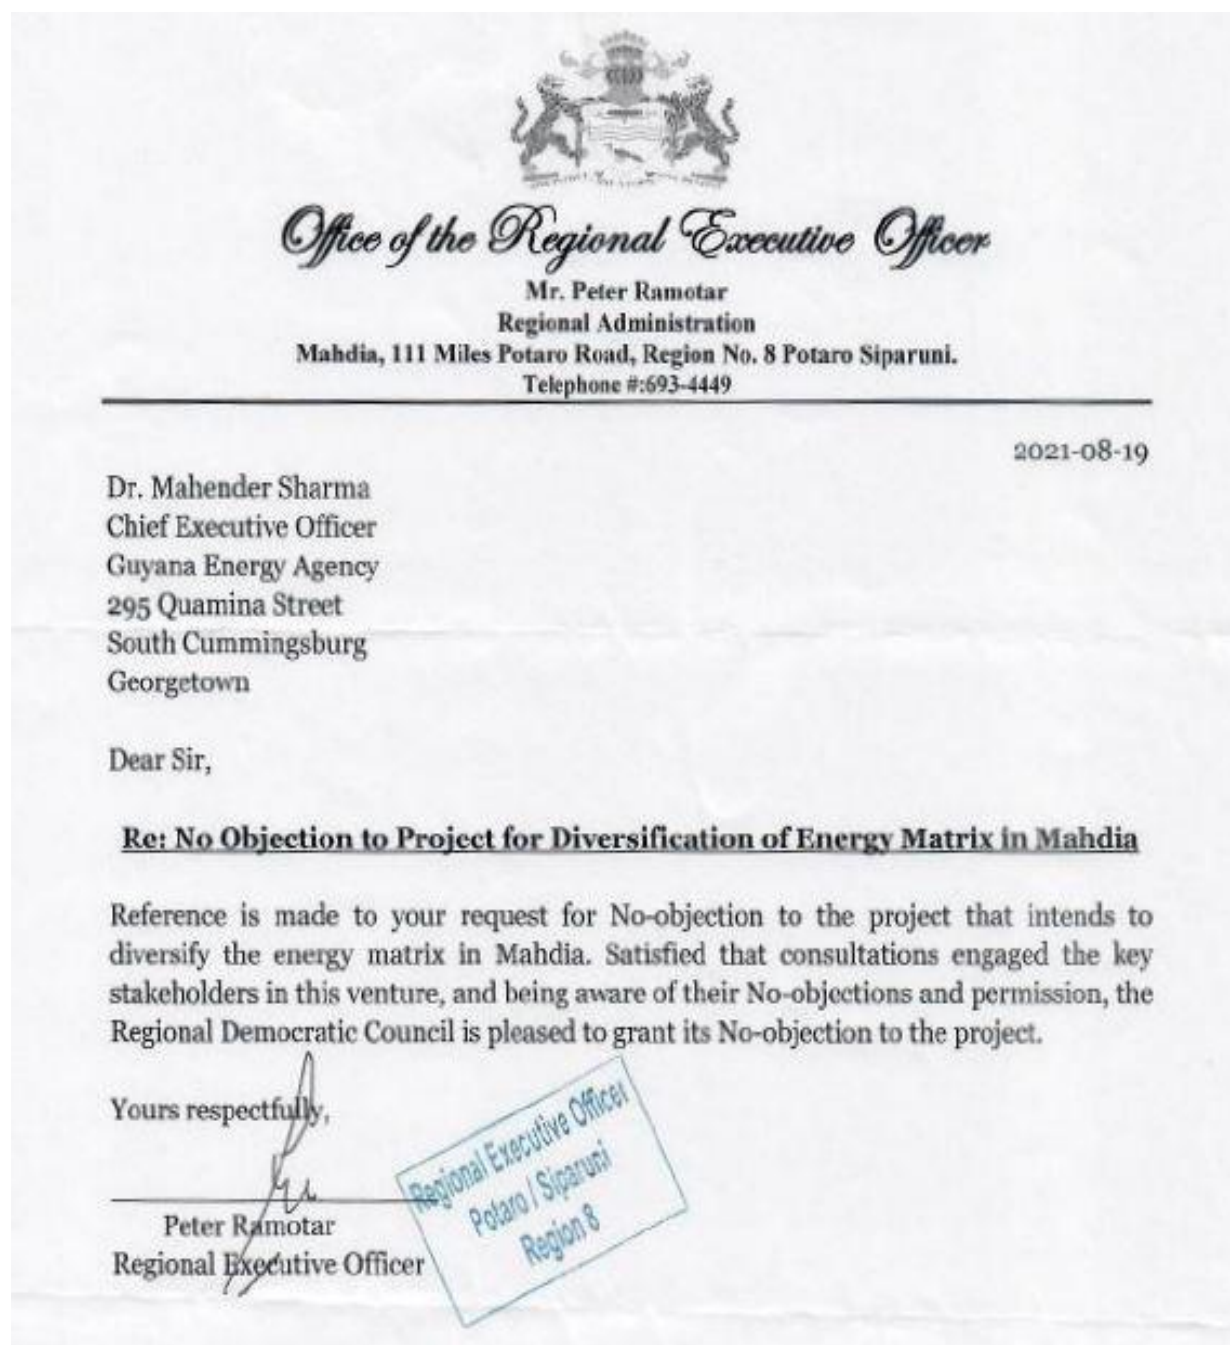 Office of the Regional Executive Officer
Mr. Peter Ramotar
Regional Administration
Mahdia, 111 Miles Potaro Road, Region No. 8 Potaro Siparuni.
Telephone #:693-4449
2021-08-19
Dr. Mahender Sharma
Chief Executive Officer
Guyana Energy Agency
295 Quamina Street
South Cummingsburg
Georgetown
Dear Sir,
Re: No Objection to Project for Diversification of Energy Matrix in Mahdia
Reference is made to your request for No-objection to the project that intends to
diversify the energy matrix in Mahdia. Satisfied that consultations engaged the key
stakeholders in this venture, and being aware of their No-objections and permission, the
Regional Democratic Council is pleased to grant its No-objection to the project.
Yours respectfully,
Peter Ramotar
Regional Executive Officer
Regional Executive Officer
Potaro / Siparuni
Region 8